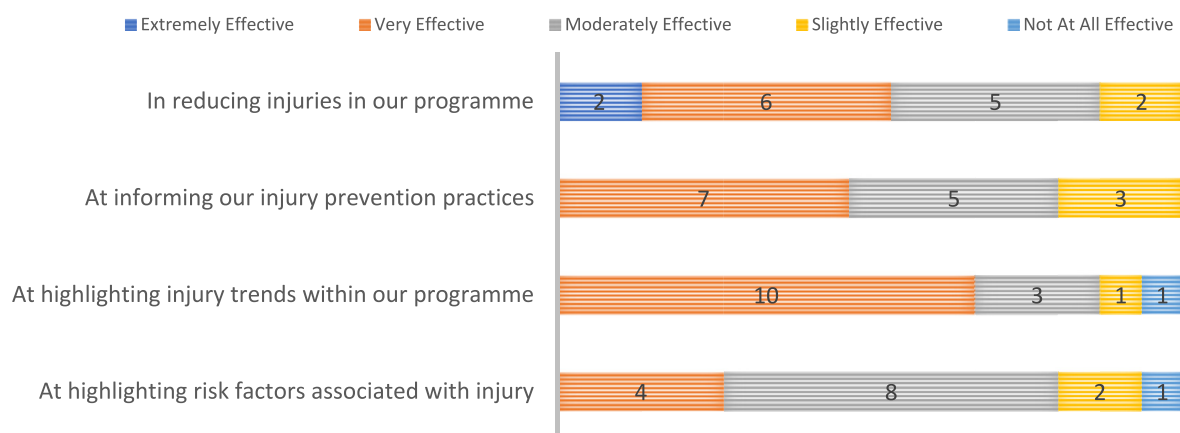 Extremely Effective Very Effective Moderately Effective Slightly Effective Not At All Effective
In reducing injuries in our programme 2 6 5 2
At informing our injury prevention practices 7 5 3
At highlighting injury trends within our programme 10 3 1 1
At highlighting risk factors associated with injury 4 8 2 1